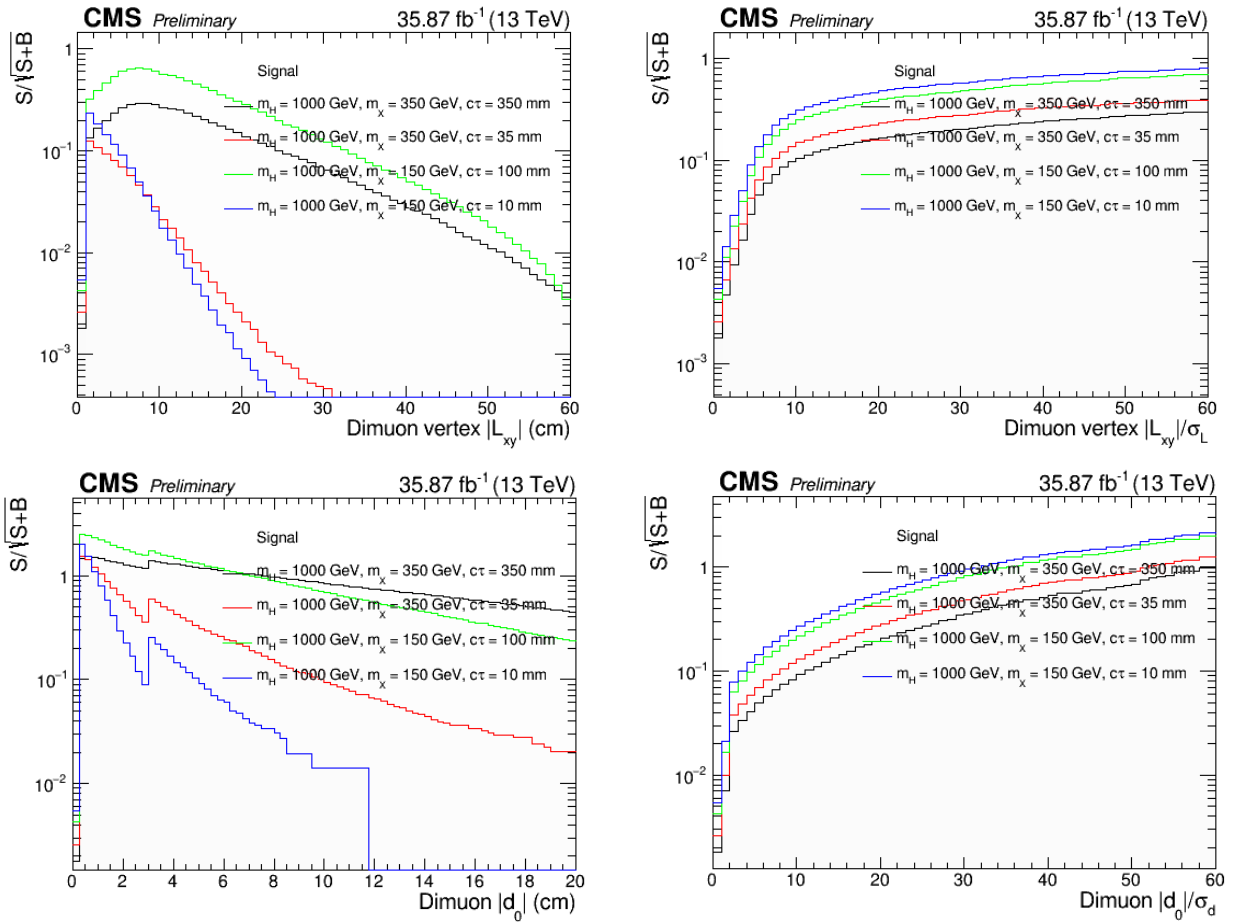 CMS Preliminary 35.87 fb⁻¹ (13 TeV)
S/√S+B
1
10⁻¹
10⁻²
10⁻³
Signal
m_H = 1000 GeV, m_X = 350 GeV, cτ = 350 mm
m_H = 1000 GeV, m_X = 350 GeV, cτ = 35 mm
m_H = 1000 GeV, m_X = 150 GeV, cτ = 100 mm
m_H = 1000 GeV, m_X = 150 GeV, cτ = 10 mm
0 10 20 30 40 50 60
Dimuon vertex |L_xy| (cm)
CMS Preliminary 35.87 fb⁻¹ (13 TeV)
S/√S+B
1
10⁻¹
10⁻²
10⁻³
Signal
m_H = 1000 GeV, m_X = 350 GeV, cτ = 350 mm
m_H = 1000 GeV, m_X = 350 GeV, cτ = 35 mm
m_H = 1000 GeV, m_X = 150 GeV, cτ = 100 mm
m_H = 1000 GeV, m_X = 150 GeV, cτ = 10 mm
0 10 20 30 40 50 60
Dimuon vertex |L_xy|/σ_L
CMS Preliminary 35.87 fb⁻¹ (13 TeV)
S/√S+B
1
10⁻¹
10⁻²
Signal
m_H = 1000 GeV, m_X = 350 GeV, cτ = 350 mm
m_H = 1000 GeV, m_X = 350 GeV, cτ = 35 mm
m_H = 1000 GeV, m_X = 150 GeV, cτ = 100 mm
m_H = 1000 GeV, m_X = 150 GeV, cτ = 10 mm
0 2 4 6 8 10 12 14 16 18 20
Dimuon |d_0| (cm)
CMS Preliminary 35.87 fb⁻¹ (13 TeV)
S/√S+B
1
10⁻¹
10⁻²
Signal
m_H = 1000 GeV, m_X = 350 GeV, cτ = 350 mm
m_H = 1000 GeV, m_X = 350 GeV, cτ = 35 mm
m_H = 1000 GeV, m_X = 150 GeV, cτ = 100 mm
m_H = 1000 GeV, m_X = 150 GeV, cτ = 10 mm
0 10 20 30 40 50 60
Dimuon |d_0|/σ_d